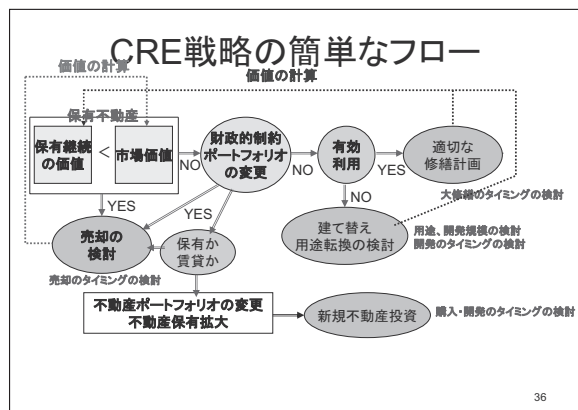 CRE戦略の簡単なフロー
価値の計算
価値の計算
保有不動産
保有継続
の価値
<
市場価値
NO
財政的制約
ポートフォリオ
の変更
NO
有効
利用
YES
適切な
修繕計画
大修繕のタイミングの検討
YES
YES
NO
売却の
検討
売却のタイミングの検討
保有か
賃貸か
建て替え
用途転換の検討
用途、開発規模の検討
開発のタイミングの検討
不動産ポートフォリオの変更
不動産保有拡大
新規不動産投資
購入・開発のタイミングの検討
36